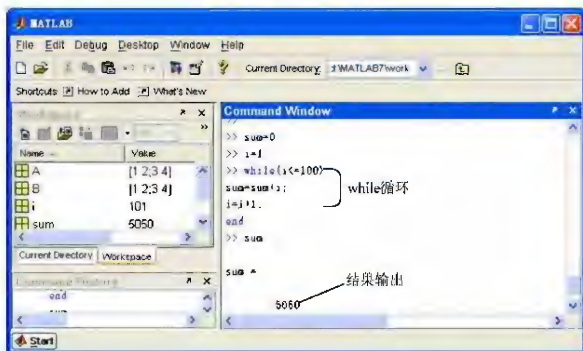 MATLAB
File Edit Debug Desktop Window Help
Current Directory:
Shortcuts How to Add What's New
Command Window
Name Value
A [1 2;3 4]
B [1 2;3 4]
i 101
sum 5050
Current Directory Workspace
end
Start
>> sum=0
>> i=1
>> while(i<=100)
sum=sum+i;
end
>> sum
sum =
5050
while循环
结果输出